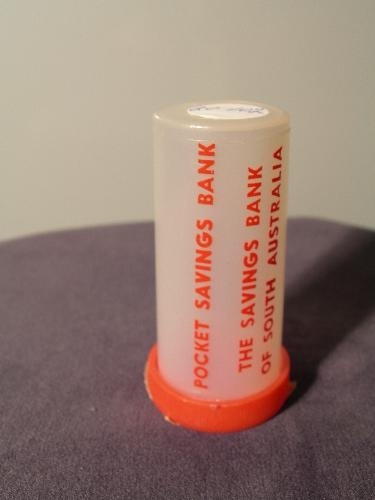 POCKET SAVINGS BANK
THE SAVINGS BANK
OF SOUTH AUSTRALIA